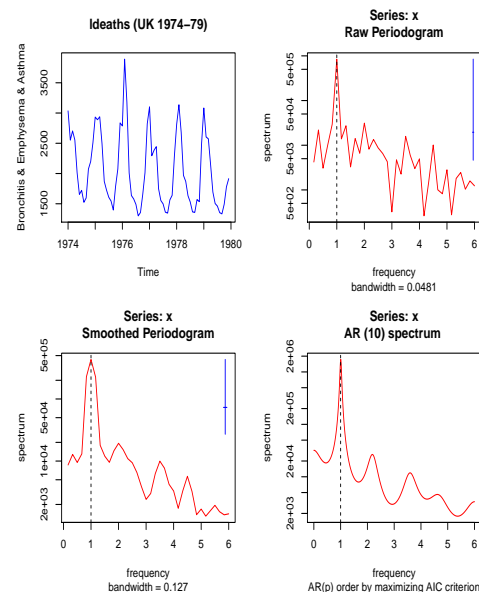 ldeaths (UK 1974−79)
Bronchitis & Emphysema & Asthma
3500
2500
1500
1974 1976 1978 1980
Time
Series: x
Raw Periodogram
spectrum
5e+05
5e+04
5e+03
5e+02
0 1 2 3 4 5 6
frequency
bandwidth = 0.0481
Series: x
Smoothed Periodogram
spectrum
5e+05
5e+04
1e+04
2e+03
0 1 2 3 4 5 6
frequency
bandwidth = 0.127
Series: x
AR (10) spectrum
spectrum
2e+06
2e+05
2e+04
2e+03
0 1 2 3 4 5 6
frequency
AR(p) order by maximizing AIC criterion